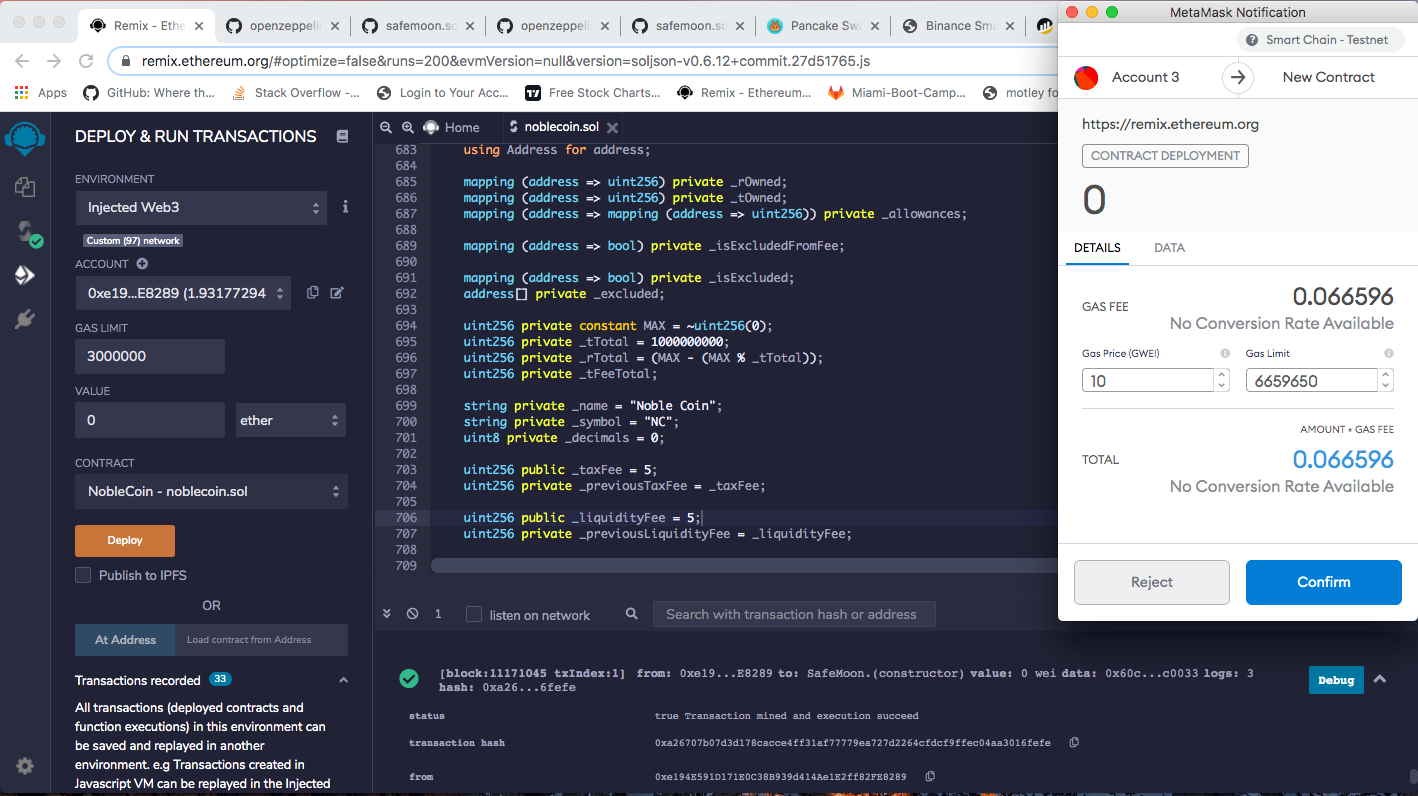 Remix - Ethe
openzeppelin
safemoon.so
openzeppelin
safemoon.so
Pancake Swa
Binance Sma
remix.ethereum.org/#optimize=false&runs=200&evmVersion=null&version=soljson-v0.6.12+commit.27d51765.js
Apps
GitHub: Where th...
Stack Overflow -...
Login to Your Acc...
Free Stock Charts...
Remix - Ethereum...
Miami-Boot-Camp...
motley fo
DEPLOY & RUN TRANSACTIONS
ENVIRONMENT
Injected Web3
Custom (97) network
ACCOUNT
0xe19...E8289 (1.93177294
GAS LIMIT
3000000
VALUE
0
ether
CONTRACT
NobleCoin - noblecoin.sol
Deploy
Publish to IPFS
OR
At Address
Load contract from Address
Transactions recorded 33
All transactions (deployed contracts and
function executions) in this environment can
be saved and replayed in another
environment. e.g Transactions created in
Javascript VM can be replayed in the Injected
Home
noblecoin.sol
683 using Address for address;
684
685 mapping (address => uint256) private _rOwned;
686 mapping (address => uint256) private _tOwned;
687 mapping (address => mapping (address => uint256)) private _allowances;
688
689 mapping (address => bool) private _isExcludedFromFee;
690
691 mapping (address => bool) private _isExcluded;
692 address[] private _excluded;
693
694 uint256 private constant MAX = ~uint256(0);
695 uint256 private _tTotal = 1000000000;
696 uint256 private _rTotal = (MAX - (MAX % _tTotal));
697 uint256 private _tFeeTotal;
698
699 string private _name = "Noble Coin";
700 string private _symbol = "NC";
701 uint8 private _decimals = 0;
702
703 uint256 public _taxFee = 5;
704 uint256 private _previousTaxFee = _taxFee;
705
706 uint256 public _liquidityFee = 5;
707 uint256 private _previousLiquidityFee = _liquidityFee;
708
709
1
listen on network
Search with transaction hash or address
[block:11171045 txIndex:1] from: 0xe19...E8289 to: SafeMoon.(constructor) value: 0 wei data: 0x60c...c0033 logs: 3
hash: 0xa26...6fefe
Debug
status true Transaction mined and execution succeed
transaction hash 0xa26707b07d3d178cacce4ff31af77779ea727d2264cfdcf9ffec04aa3016fefe
from 0xe194E591D171E0C38B939d414Ae1E2ff82FE8289
MetaMask Notification
Smart Chain - Testnet
Account 3
New Contract
https://remix.ethereum.org
CONTRACT DEPLOYMENT
0
DETAILS
DATA
GAS FEE
0.066596
No Conversion Rate Available
Gas Price (GWEI)
Gas Limit
10
6659650
AMOUNT + GAS FEE
TOTAL
0.066596
No Conversion Rate Available
Reject
Confirm